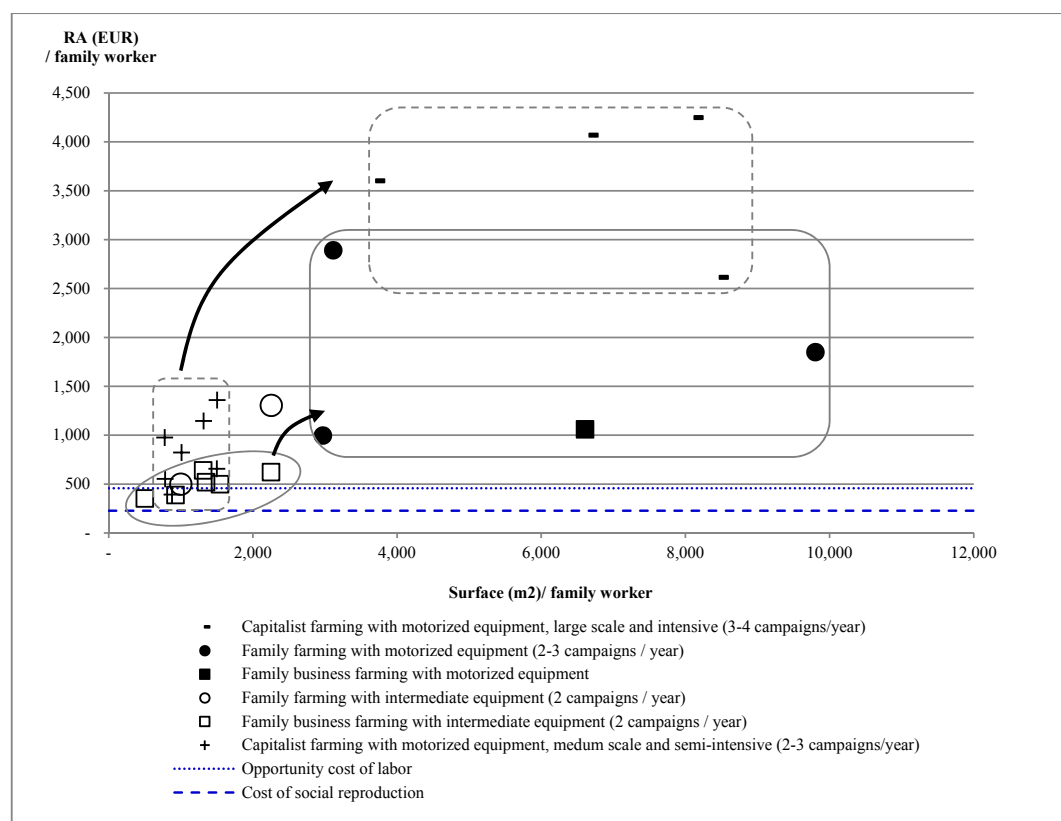 RA (EUR)
/ family worker
4,500
4,000
3,500
3,000
2,500
2,000
1,500
1,000
500
-
- 2,000 4,000 6,000 8,000 10,000 12,000
Surface (m2)/ family worker
Capitalist farming with motorized equipment, large scale and intensive (3-4 campaigns/year)
Family farming with motorized equipment (2-3 campaigns / year)
Family business farming with motorized equipment
Family farming with intermediate equipment (2 campaigns / year)
Family business farming with intermediate equipment (2 campaigns / year)
Capitalist farming with motorized equipment, medum scale and semi-intensive (2-3 campaigns/year)
Opportunity cost of labor
Cost of social reproduction